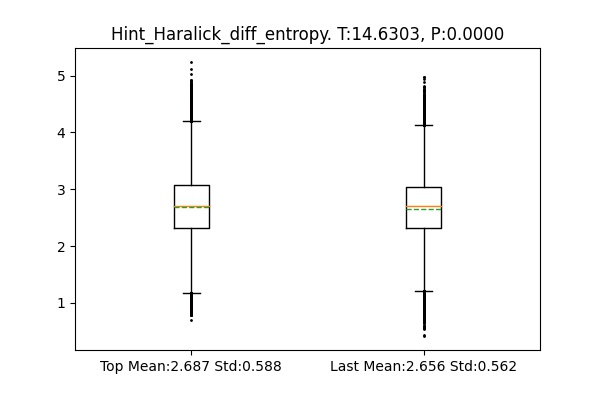 Hint_Haralick_diff_entropy. T:14.6303, P:0.0000
5
4
3
2
1
Top Mean:2.687 Std:0.588 Last Mean:2.656 Std:0.562